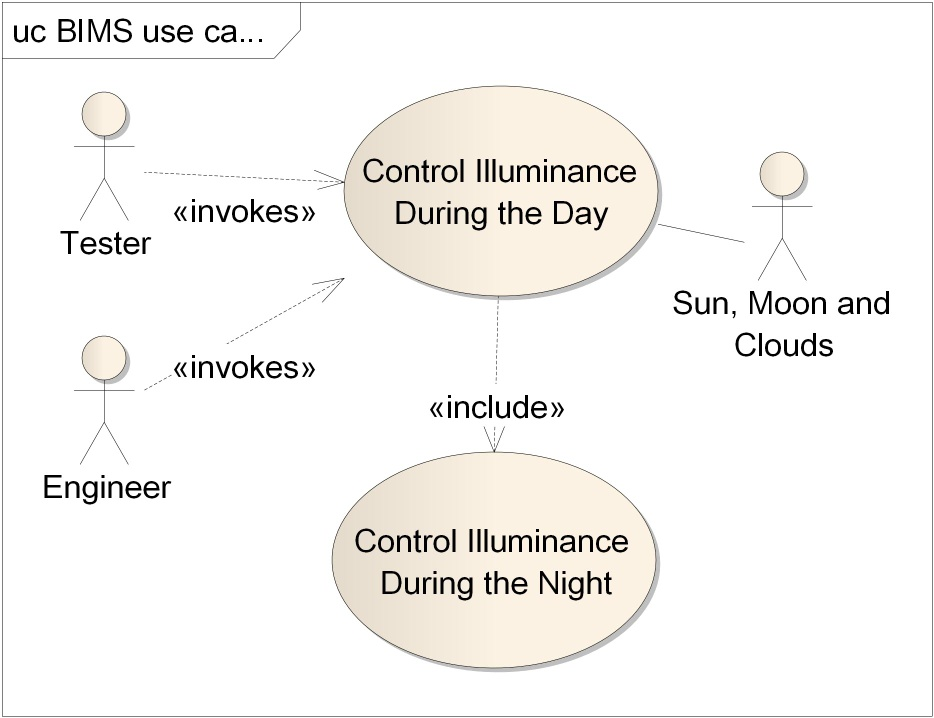 uc BIMS use ca...
Control Illuminance
During the Day
«invokes»
Tester
Sun, Moon and
Clouds
«invokes»
«include»
Engineer
Control Illuminance
During the Night